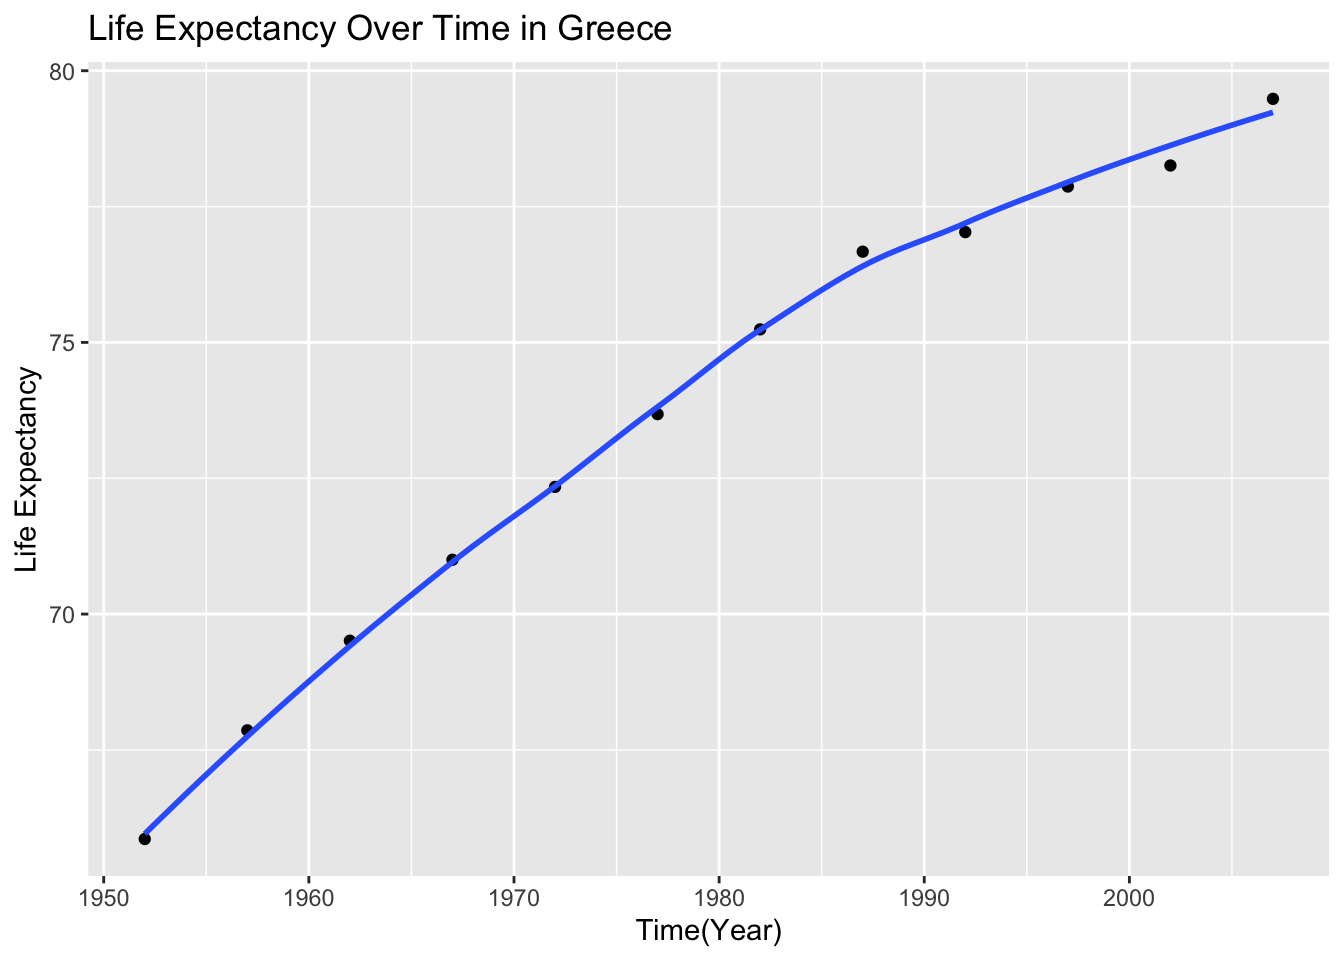 Life Expectancy Over Time in Greece
80
75
70
Life Expectancy
1950 1960 1970 1980 1990 2000
Time(Year)